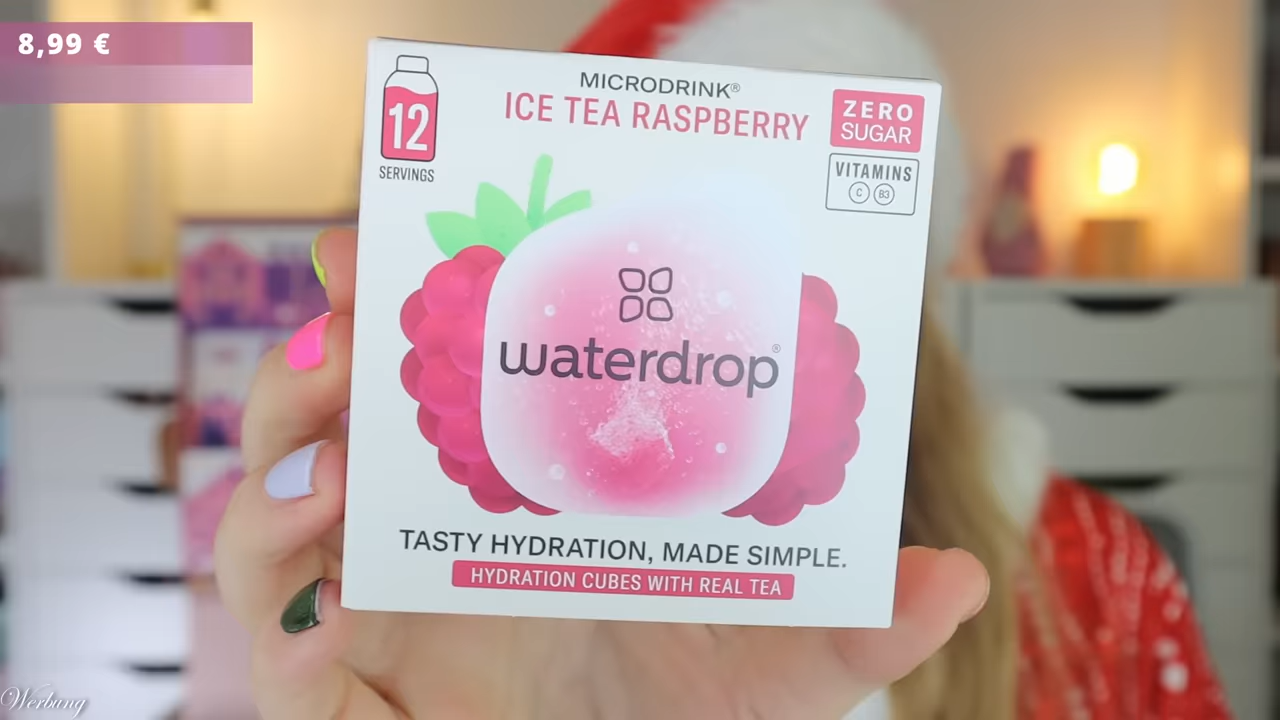 8,99 €
MICRODRINK®
ICE TEA RASPBERRY
12
SERVINGS
ZERO
SUGAR
VITAMINS
C B3
waterdrop®
TASTY HYDRATION, MADE SIMPLE.
HYDRATION CUBES WITH REAL TEA
Werbung